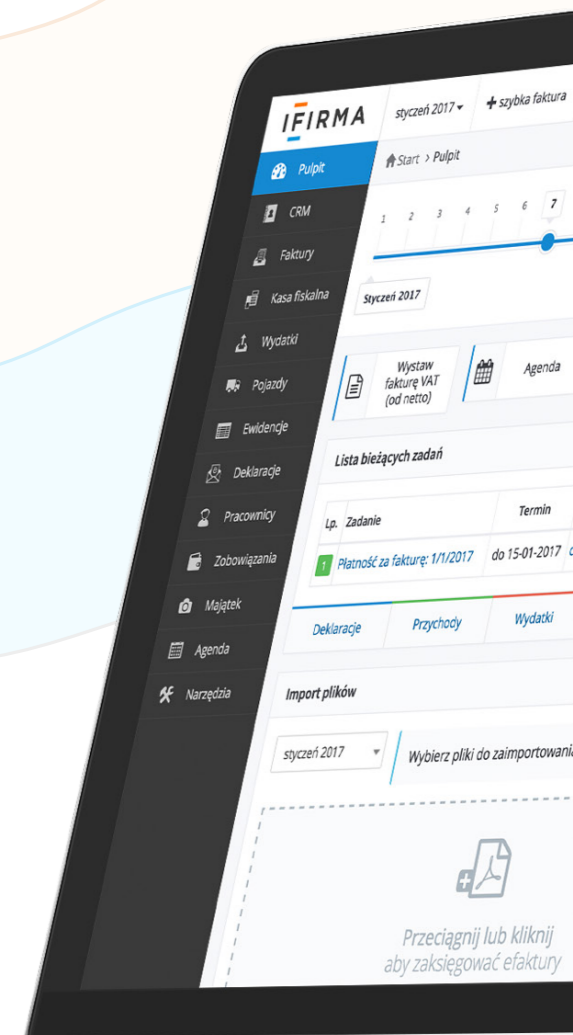 IFIRMA
styczeń 2017
szybka faktura
Pulpit
CRM
Faktury
Kasa fiskalna
Wydatki
Pojazdy
Ewidencje
Deklaracje
Pracownicy
Zobowiązania
Majątek
Agenda
Narzędzia
Start > Pulpit
1 2 3 4 5 6 7
Styczeń 2017
Wystaw
fakturę VAT
(od netto)
Agenda
Lista bieżących zadań
Lp. Zadanie Termin
1 Płatność za fakturę: 1/1/2017 do 15-01-2017
Deklaracje Przychody Wydatki
Import plików
styczeń 2017
Wybierz pliki do zaimportowania
Przeciągnij lub kliknij
aby zaksięgować efaktury